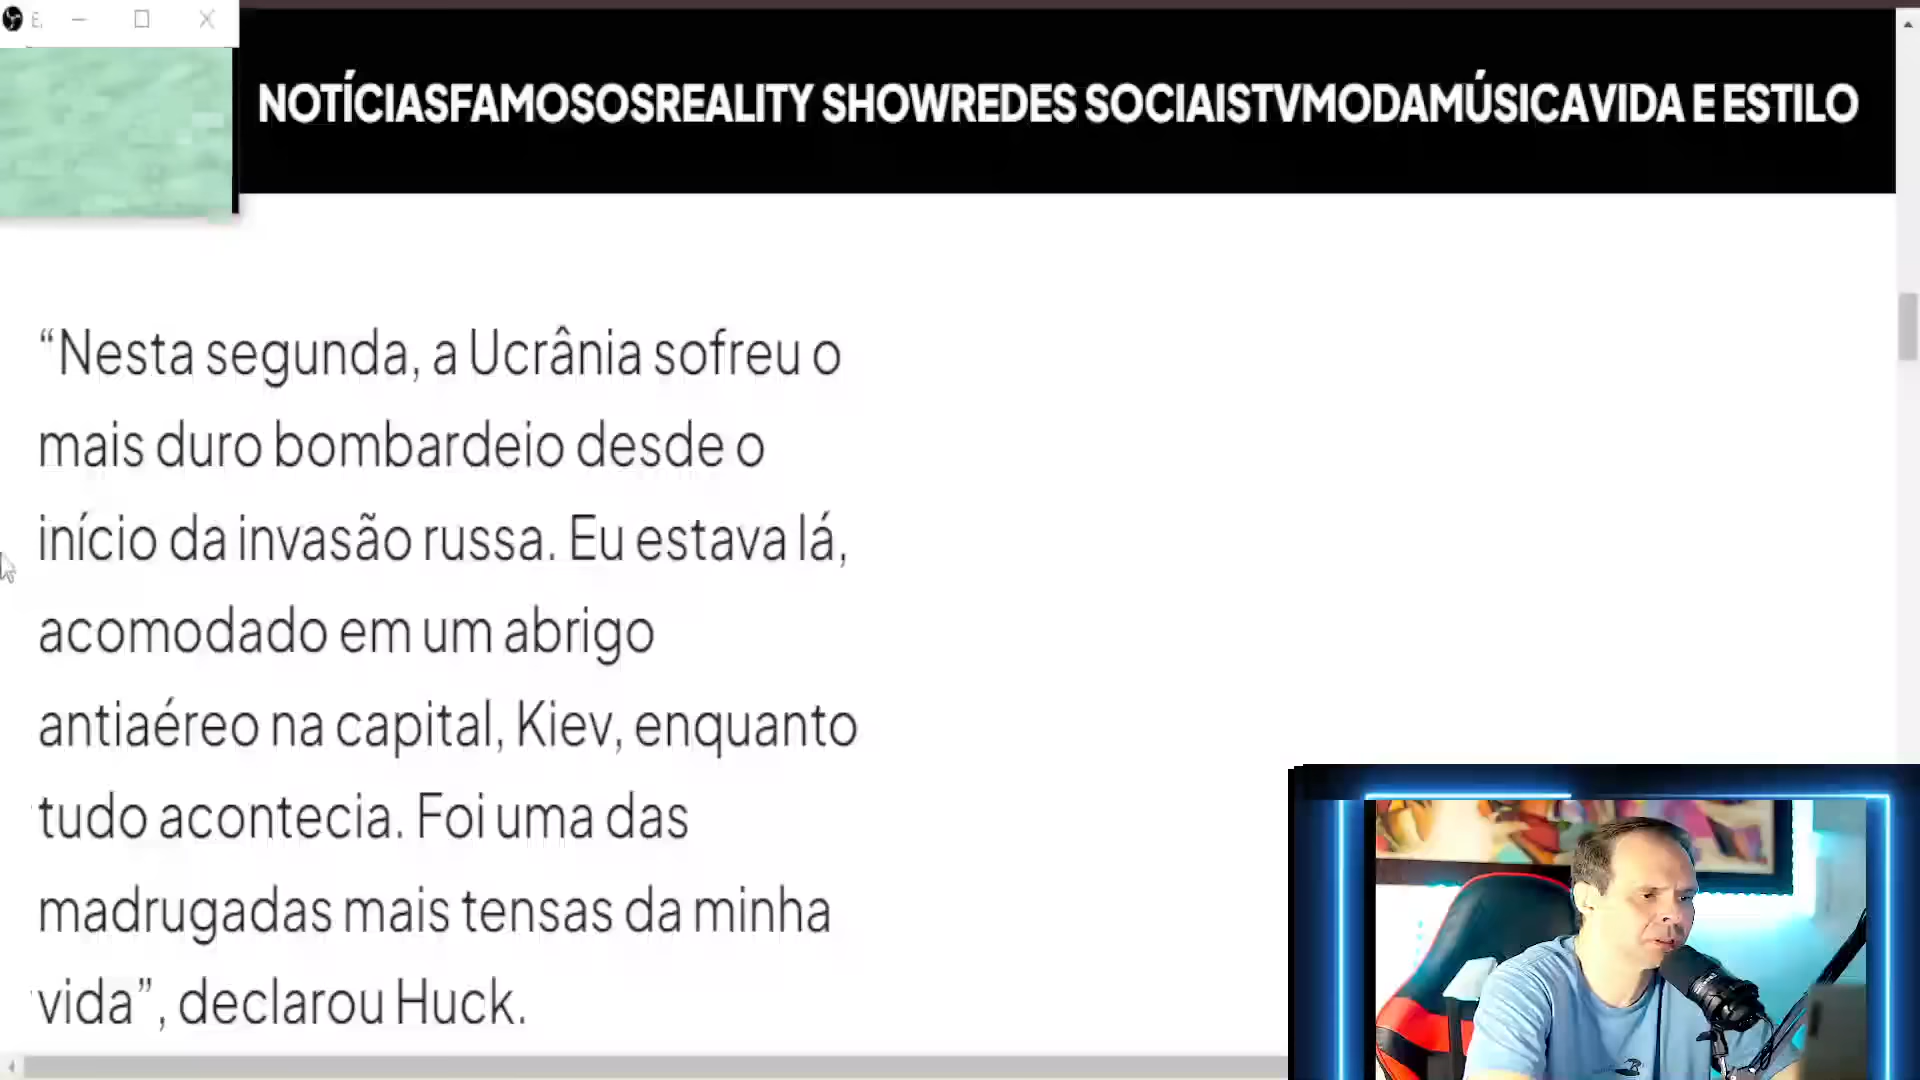 E.
NOTÍCIASFAMOSOSREALITY SHOWREDES SOCIAISTVMODAMÚSICAVIDA E ESTILO
“Nesta segunda, a Ucrânia sofreu o
mais duro bombardeio desde o
início da invasão russa. Eu estava lá,
acomodado em um abrigo
antiaéreo na capital, Kiev, enquanto
tudo acontecia. Foi uma das
madrugadas mais tensas da minha
vida”, declarou Huck.